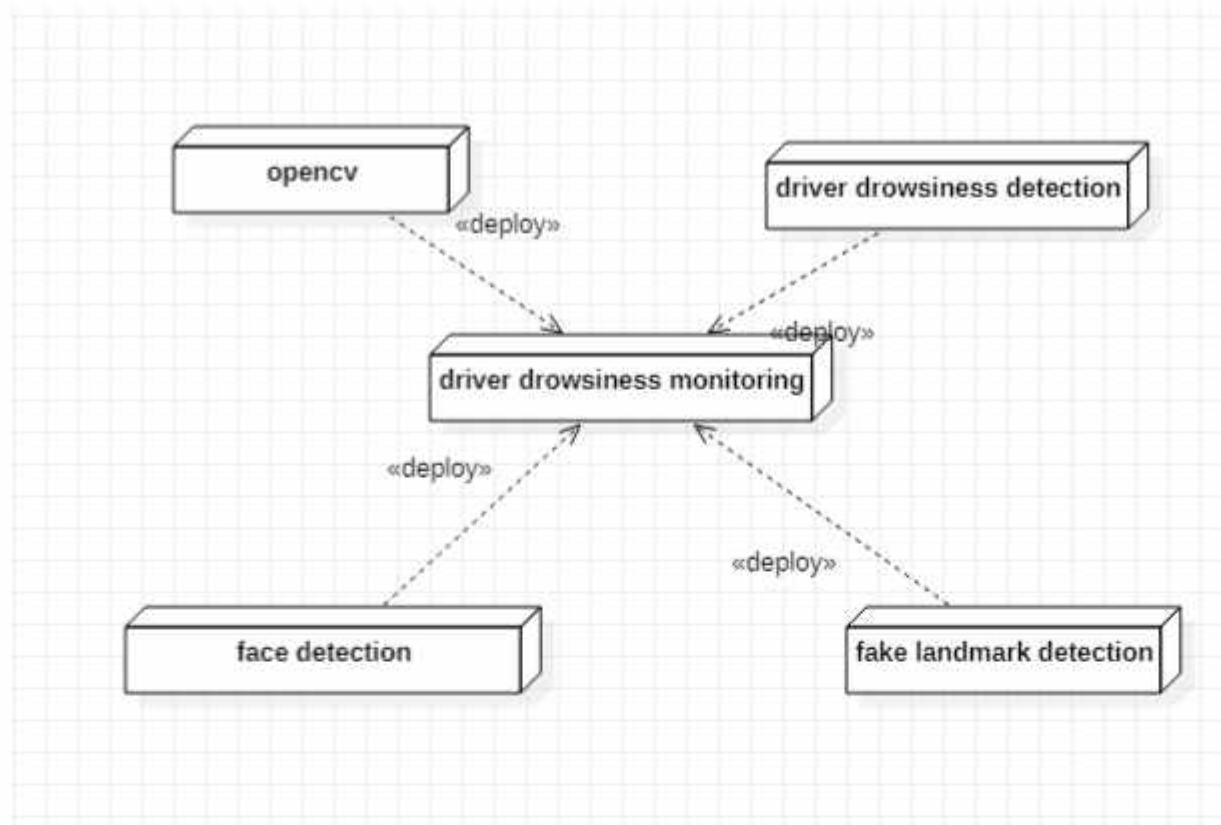 opencv
driver drowsiness detection
«deploy»
«deploy»
driver drowsiness monitoring
«deploy»
«deploy»
face detection
fake landmark detection